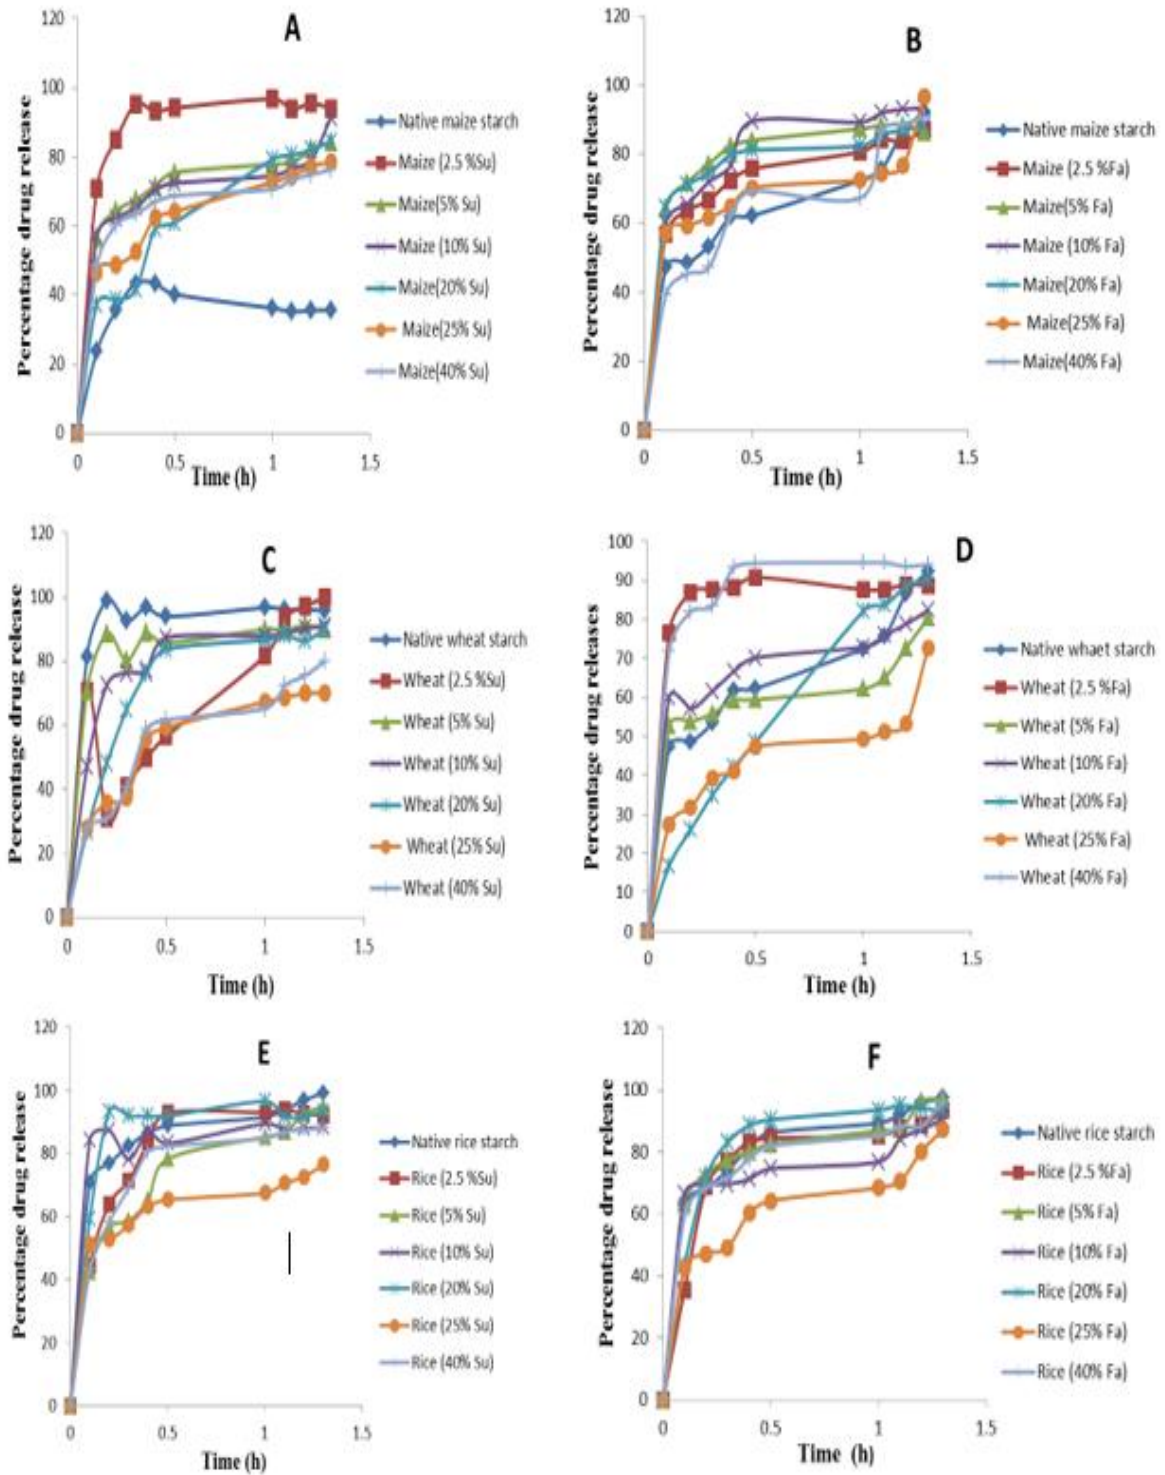 A
Percentage drug release
120
100
80
60
40
20
0
0 0.5 1 1.5
Time (h)
Native maize starch
Maize (2.5 %Su)
Maize(5% Su)
Maize (10% Su)
Maize(20% Su)
Maize(25% Su)
Maize(40% Su)
B
Percentage drug release
120
100
80
60
40
20
0
0 0.5 1 1.5
Time (h)
Native maize starch
Maize (2.5 %Fa)
Maize(5% Fa)
Maize (10% Fa)
Maize(20% Fa)
Maize(25% Fa)
Maize(40% Fa)
C
Percentage drug release
120
100
80
60
40
20
0
0 0.5 1 1.5
Time (h)
Native wheat starch
Wheat (2.5 %Su)
Wheat (5% Su)
Wheat (10% Su)
Wheat (20% Su)
Wheat (25% Su)
Wheat (40% Su)
D
Percentage drug releases
100
90
80
70
60
50
40
30
20
10
0
0 0.5 1 1.5
Time (h)
Native whaet starch
Wheat (2.5 %Fa)
Wheat (5% Fa)
Wheat (10% Fa)
Wheat (20% Fa)
Wheat (25% Fa)
Wheat (40% Fa)
E
Percentage drug release
120
100
80
60
40
20
0
0 0.5 1 1.5
Time (h)
Native rice starch
Rice (2.5 %Su)
Rice (5% Su)
Rice (10% Su)
Rice (20% Su)
Rice (25% Su)
Rice (40% Su)
F
Percentage drug release
120
100
80
60
40
20
0
0 0.5 1 1.5
Time (h)
Native rice starch
Rice (2.5 %Fa)
Rice (5% Fa)
Rice (10% Fa)
Rice (20% Fa)
Rice (25% Fa)
Rice (40% Fa)